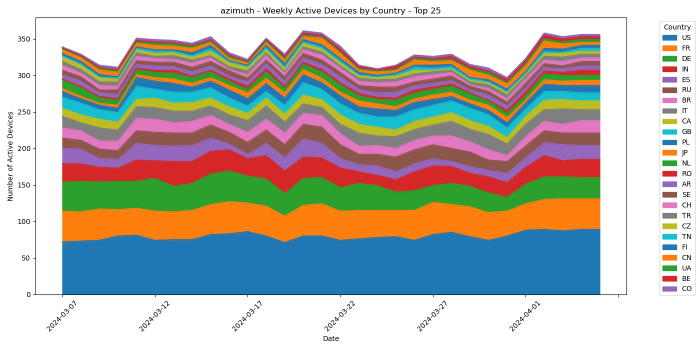 azimuth - Weekly Active Devices by Country - Top 25
Number of Active Devices
350
300
250
200
150
100
50
0
2024-03-07
2024-03-12
2024-03-17
2024-03-22
2024-03-27
2024-04-01
Date
Country
US
FR
DE
IN
ES
RU
BR
IT
CA
GB
PL
JP
NL
RO
AR
SE
CH
TR
CZ
TN
FI
CN
UA
BE
CO